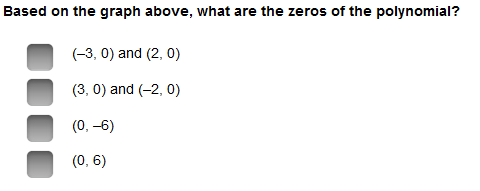 Based on the graph above, what are the zeros of the polynomial?
(–3, 0) and (2, 0)
(3, 0) and (–2, 0)
(0, –6)
(0, 6)